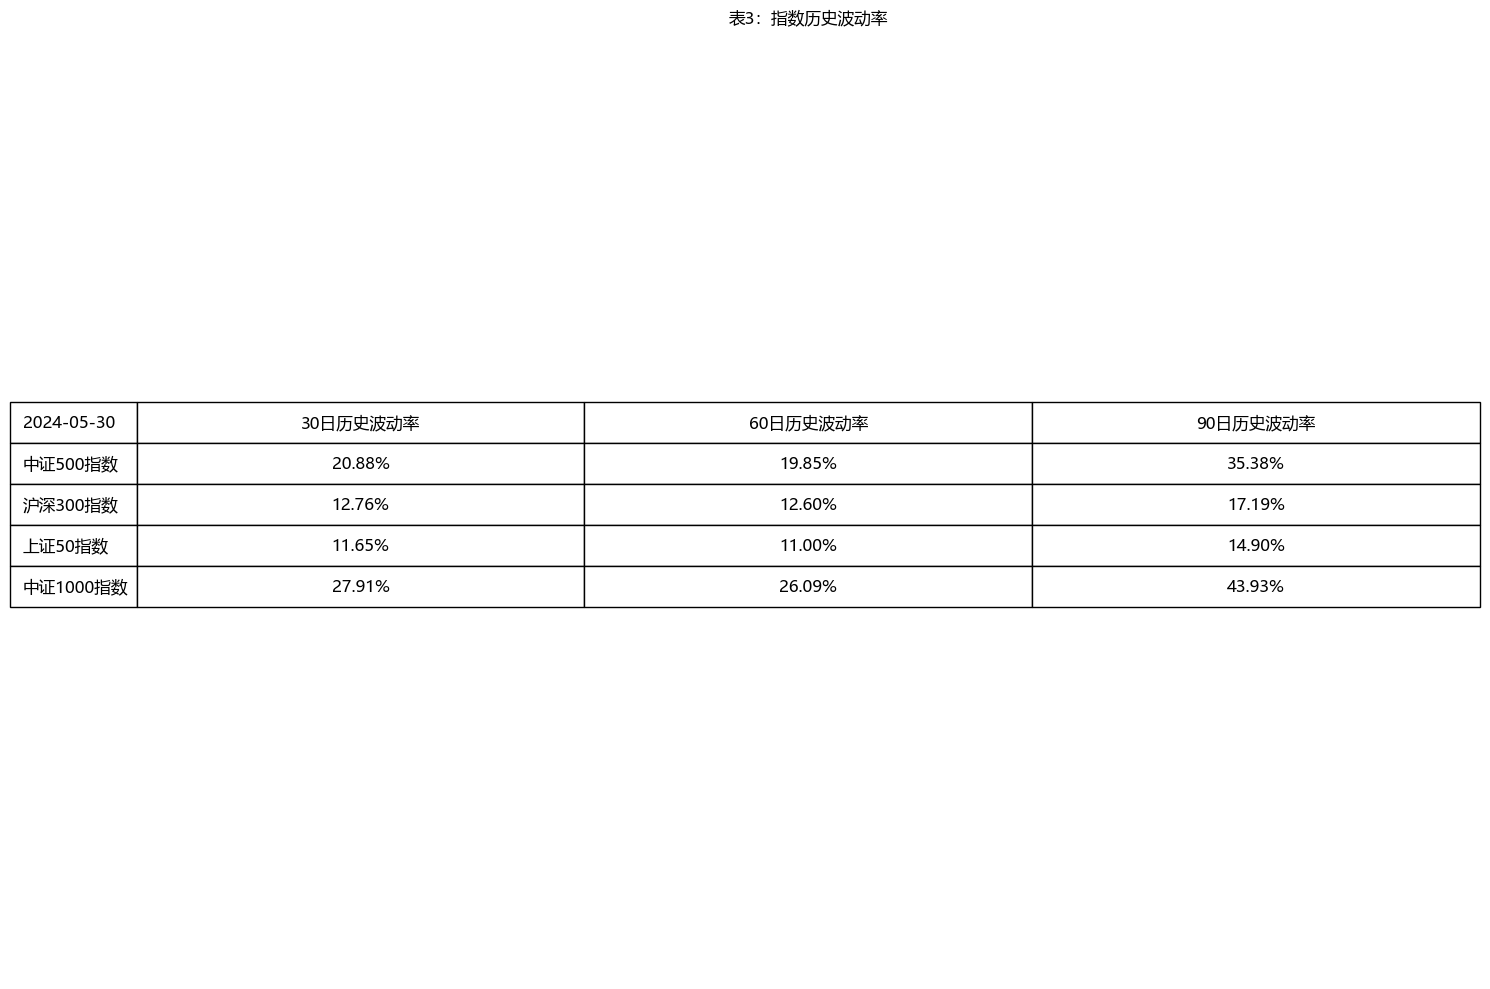 表3：指数历史波动率
2024-05-30 30日历史波动率 60日历史波动率 90日历史波动率
中证500指数 20.88% 19.85% 35.38%
沪深300指数 12.76% 12.60% 17.19%
上证50指数 11.65% 11.00% 14.90%
中证1000指数 27.91% 26.09% 43.93%